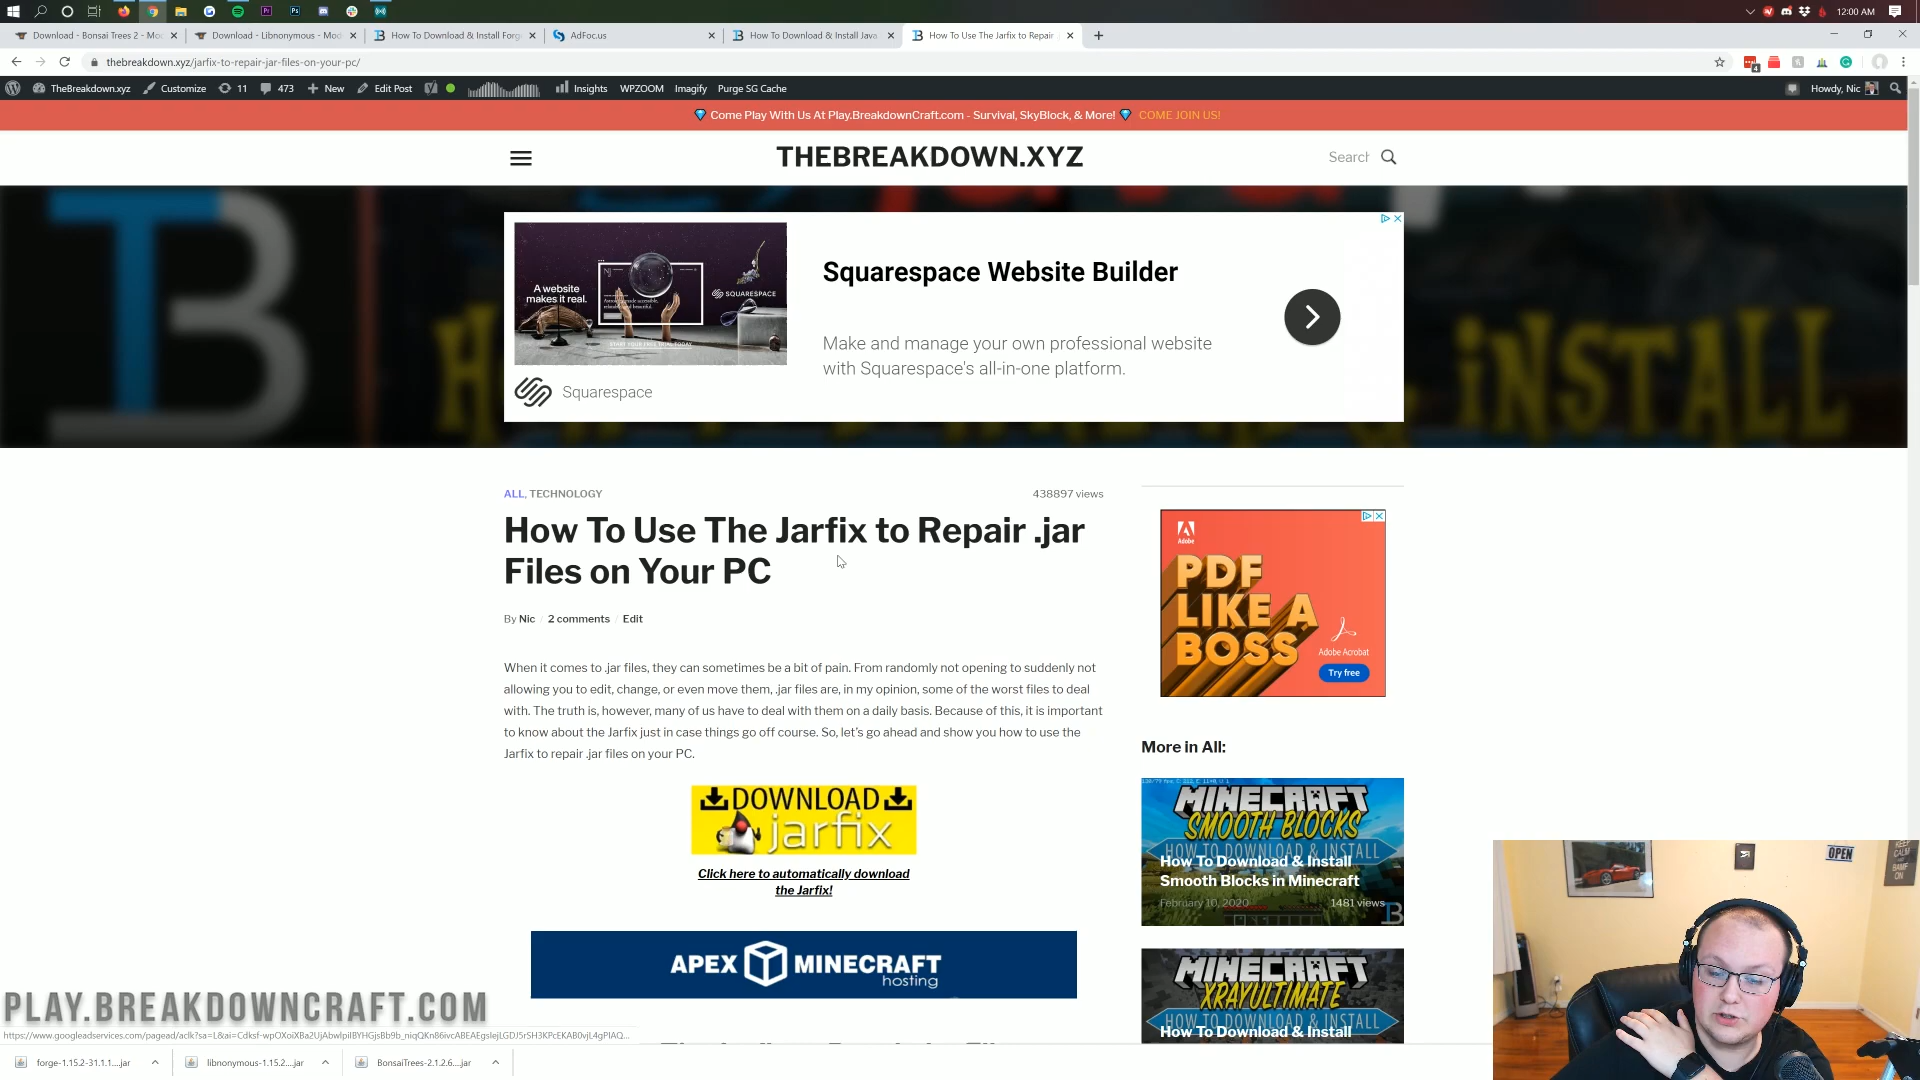 12:00 AM
Download - Bonsai Trees 2 - Mod
Download - Libnonymous - Mod
How To Download & Install Forg
AdFoc.us
How To Download & Install Java
How To Use The Jarfix to Repair
thebreakdown.xyz/jarfix-to-repair-jar-files-on-your-pc/
TheBreakdown.xyz
Customize
11
473
New
Edit Post
Insights
WPZOOM
Imagify
Purge SG Cache
Howdy, Nic
Come Play With Us At Play.BreakdownCraft.com - Survival, SkyBlock, & More!
COME JOIN US!
THEBREAKDOWN.XYZ
Search
A website
makes it real.
SQUARESPACE
Squarespace
Squarespace Website Builder
Make and manage your own professional website
with Squarespace's all-in-one platform.
INSTALL
ALL, TECHNOLOGY
438897 views
How To Use The Jarfix to Repair .jar
Files on Your PC
By Nic / 2 comments / Edit
When it comes to .jar files, they can sometimes be a bit of pain. From randomly not opening to suddenly not
allowing you to edit, change, or even move them, .jar files are, in my opinion, some of the worst files to deal
with. The truth is, however, many of us have to deal with them on a daily basis. Because of this, it is important
to know about the Jarfix just in case things go off course. So, let's go ahead and show you how to use the
Jarfix to repair .jar files on your PC.
DOWNLOAD
jarfix
Click here to automatically download
the Jarfix!
APEX MINECRAFT
hosting
Adobe
PDF
LIKE A
BOSS
Adobe Acrobat
Try free
More in All:
MINECRAFT
SMOOTH BLOCKS
HOW TO DOWNLOAD & INSTALL
How To Download & Install
Smooth Blocks in Minecraft
February 10, 2020
1481 views
MINECRAFT
XRAYULTIMATE
HOW TO DOWNLOAD & INSTALL
How To Download & Install
OPEN
KEEP
CALM
PLAY.BREAKDOWNCRAFT.COM
forge-1.15.2-31.1.1....jar
libnonymous-1.15.2....jar
BonsaiTrees-2.1.2.6....jar